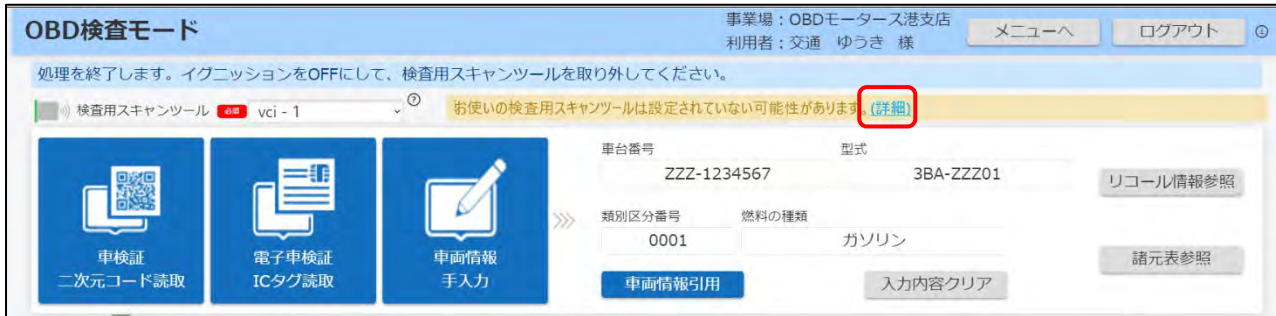 OBD検査モード
事業場：OBDモータース港支店
利用者：交通　ゆうき　様
メニューへ
ログアウト
処理を終了します。イグニッションをOFFにして、検査用スキャンツールを取り外してください。
検査用スキャンツール 必須 vci - 1
お使いの検査用スキャンツールは設定されていない可能性があります。(詳細)
車検証
二次元コード読取
電子車検証
ICタグ読取
車両情報
手入力
車台番号
ZZZ-1234567
型式
3BA-ZZZ01
リコール情報参照
類別区分番号
0001
燃料の種類
ガソリン
諸元表参照
車両情報引用
入力内容クリア